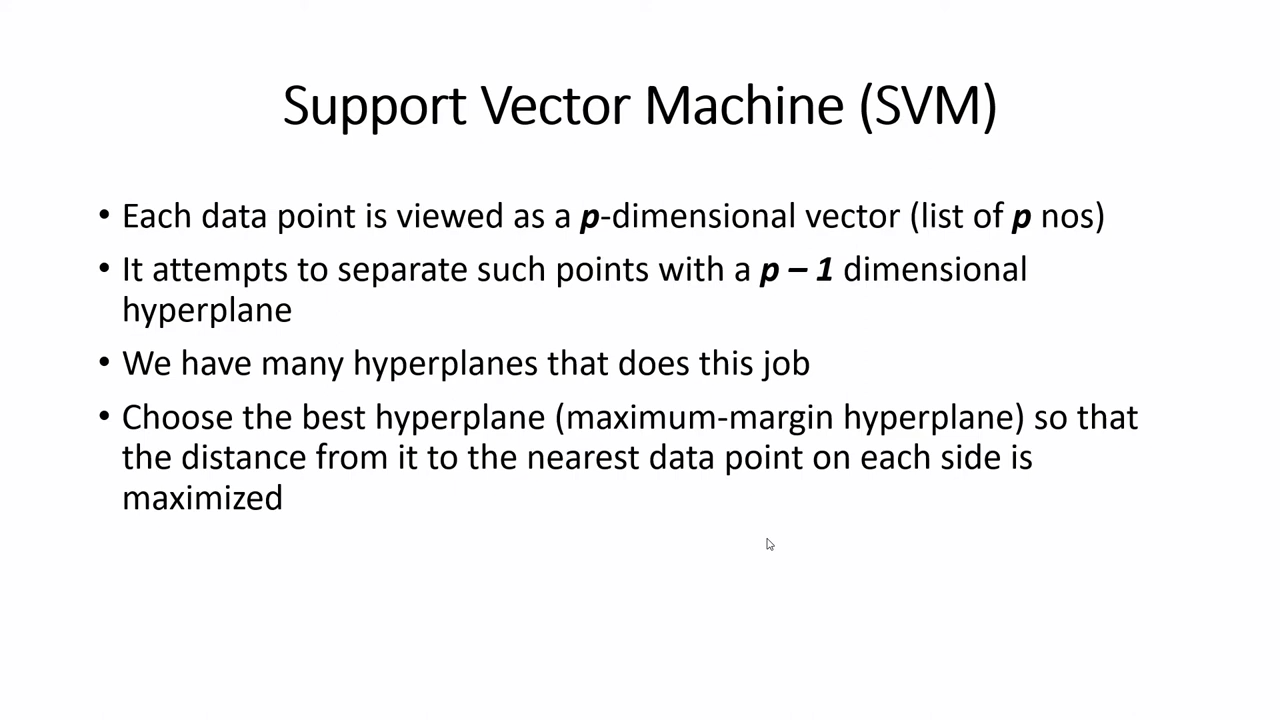 Support Vector Machine (SVM)
• Each data point is viewed as a p-dimensional vector (list of p nos)
• It attempts to separate such points with a p – 1 dimensional
hyperplane
• We have many hyperplanes that does this job
• Choose the best hyperplane (maximum-margin hyperplane) so that
the distance from it to the nearest data point on each side is
maximized